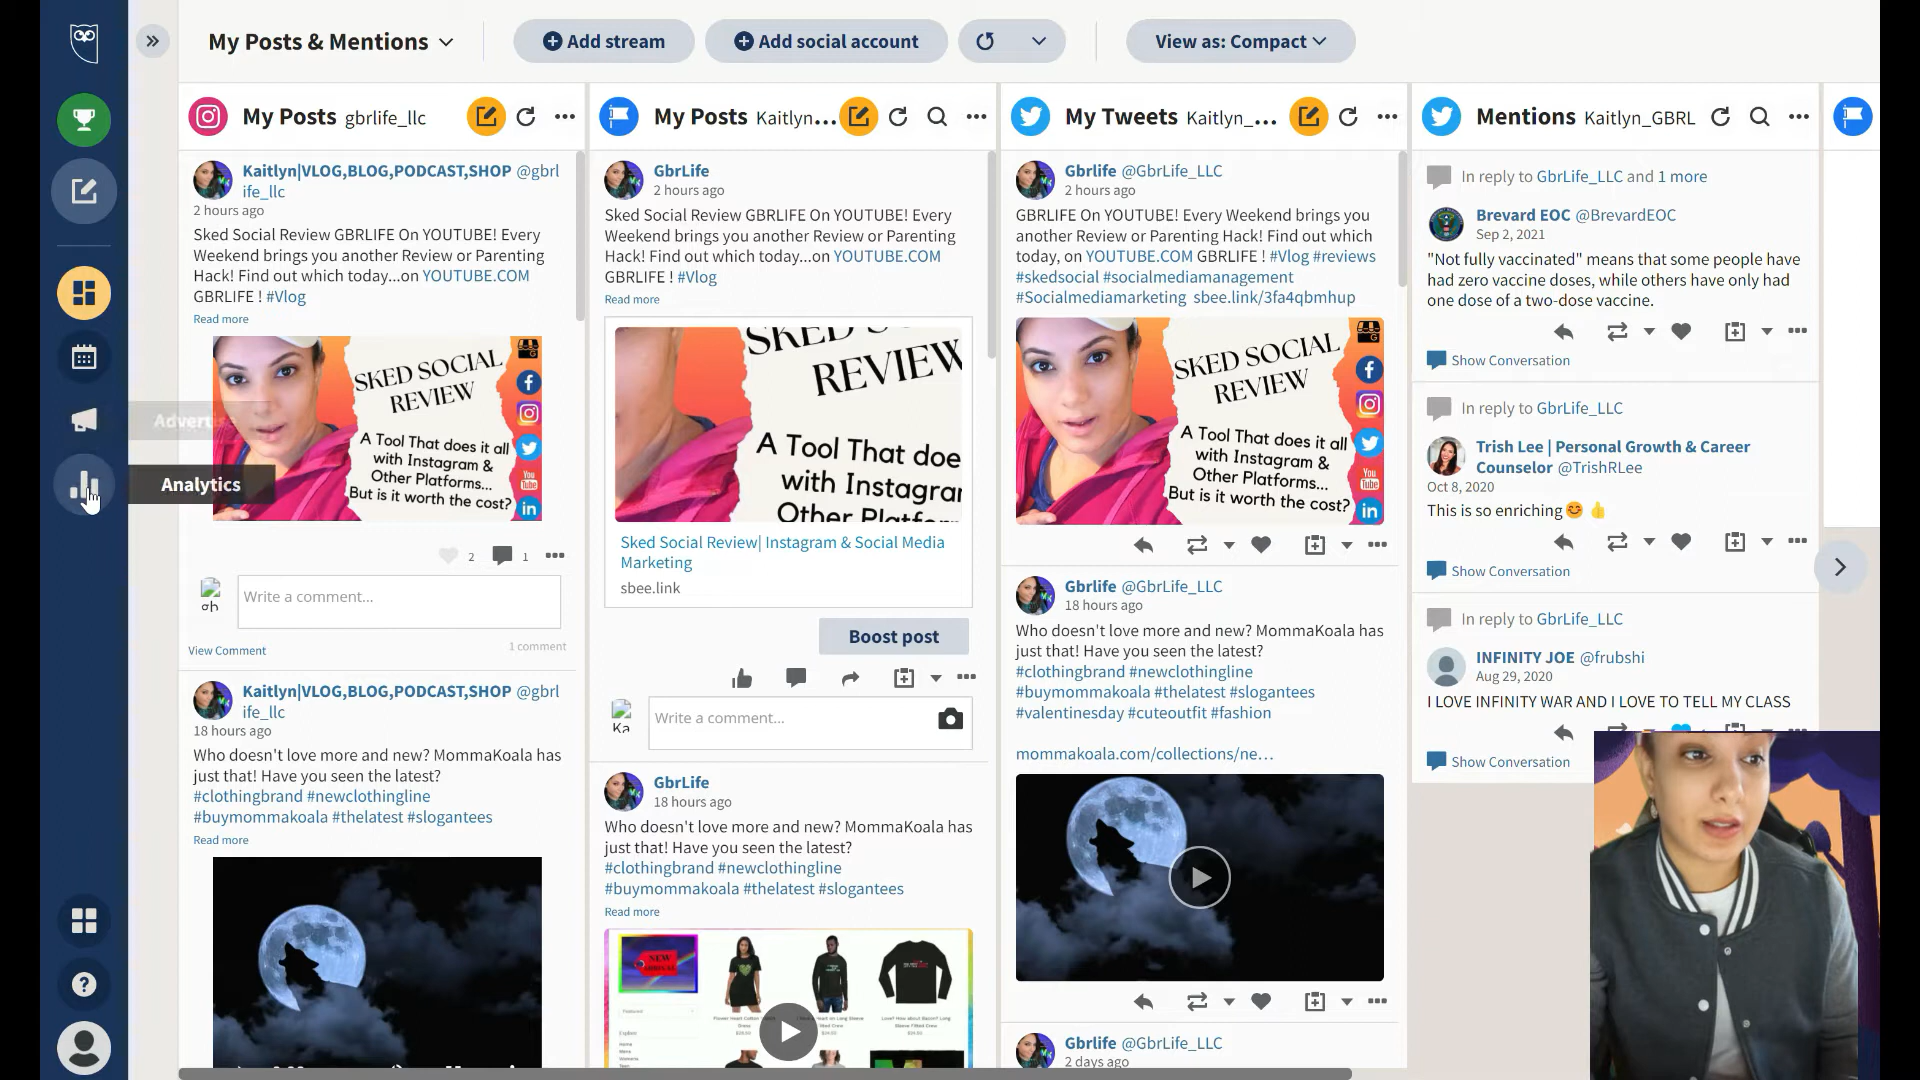 My Posts & Mentions
Add stream
Add social account
View as: Compact
My Posts gbrlife_llc
Kaitlyn|VLOG,BLOG,PODCAST,SHOP @gbrl
ife_llc
2 hours ago
Sked Social Review GBRLIFE On YOUTUBE! Every
Weekend brings you another Review or Parenting
Hack! Find out which today...on YOUTUBE.COM
GBRLIFE ! #Vlog
Read more
SKED SOCIAL
REVIEW
A Tool That does it all
with Instagram &
Other Platforms...
But is it worth the cost?
You
Tube
in
2
1
Write a comment...
View Comment
1 comment
Kaitlyn|VLOG,BLOG,PODCAST,SHOP @gbrl
ife_llc
18 hours ago
Who doesn't love more and new? MommaKoala has
just that! Have you seen the latest?
#clothingbrand #newclothingline
#buymommakoala #thelatest #slogantees
Read more
Advertise
Analytics
My Posts Kaitlyn...
GbrLife
2 hours ago
Sked Social Review GBRLIFE On YOUTUBE! Every
Weekend brings you another Review or Parenting
Hack! Find out which today...on YOUTUBE.COM
GBRLIFE ! #Vlog
Read more
SKED SO
REVIEW
A Tool That doe
with Instagra
Other Platfor
Sked Social Review| Instagram & Social Media
Marketing
sbee.link
Boost post
Ka
Write a comment...
GbrLife
18 hours ago
Who doesn't love more and new? MommaKoala has
just that! Have you seen the latest?
#clothingbrand #newclothingline
#buymommakoala #thelatest #slogantees
Read more
NEW
ARRIVAL
My Tweets Kaitlyn_...
Gbrlife @GbrLife_LLC
2 hours ago
GBRLIFE On YOUTUBE! Every Weekend brings you
another Review or Parenting Hack! Find out which
today, on YOUTUBE.COM GBRLIFE ! #Vlog #reviews
#skedsocial #socialmediamanagement
#Socialmediamarketing sbee.link/3fa4qbmhup
SKED SOCIAL
REVIEW
A Tool That does it all
with Instagram &
Other Platforms...
But is it worth the cost?
You
Tube
in
Gbrlife @GbrLife_LLC
18 hours ago
Who doesn't love more and new? MommaKoala has
just that! Have you seen the latest?
#clothingbrand #newclothingline
#buymommakoala #thelatest #slogantees
#valentinesday #cuteoutfit #fashion
mommakoala.com/collections/ne...
Gbrlife @GbrLife_LLC
2 days ago
Mentions Kaitlyn_GBRL
In reply to GbrLife_LLC and 1 more
Brevard EOC @BrevardEOC
Sep 2, 2021
"Not fully vaccinated" means that some people have
had zero vaccine doses, while others have only had
one dose of a two-dose vaccine.
Show Conversation
In reply to GbrLife_LLC
Trish Lee | Personal Growth & Career
Counselor @TrishRLee
Oct 8, 2020
This is so enriching😊 👍
Show Conversation
In reply to GbrLife_LLC
INFINITY JOE @frubshi
Aug 29, 2020
I LOVE INFINITY WAR AND I LOVE TO TELL MY CLASS
Show Conversation